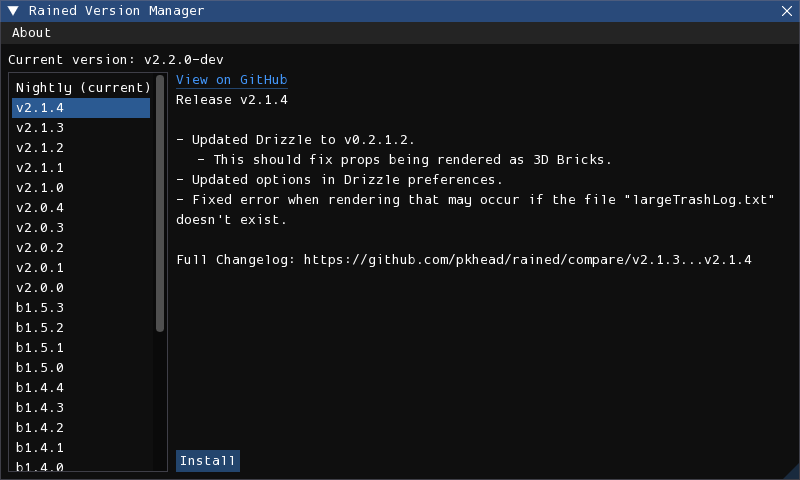 Rained Version Manager
About
Current version: v2.2.0-dev
Nightly (current)
v2.1.4
v2.1.3
v2.1.2
v2.1.1
v2.1.0
v2.0.4
v2.0.3
v2.0.2
v2.0.1
v2.0.0
b1.5.3
b1.5.2
b1.5.1
b1.5.0
b1.4.4
b1.4.3
b1.4.2
b1.4.1
b1.4.0
View on GitHub
Release v2.1.4
- Updated Drizzle to v0.2.1.2.
- This should fix props being rendered as 3D Bricks.
- Updated options in Drizzle preferences.
- Fixed error when rendering that may occur if the file "largeTrashLog.txt"
doesn't exist.
Full Changelog: https://github.com/pkhead/rained/compare/v2.1.3...v2.1.4
Install